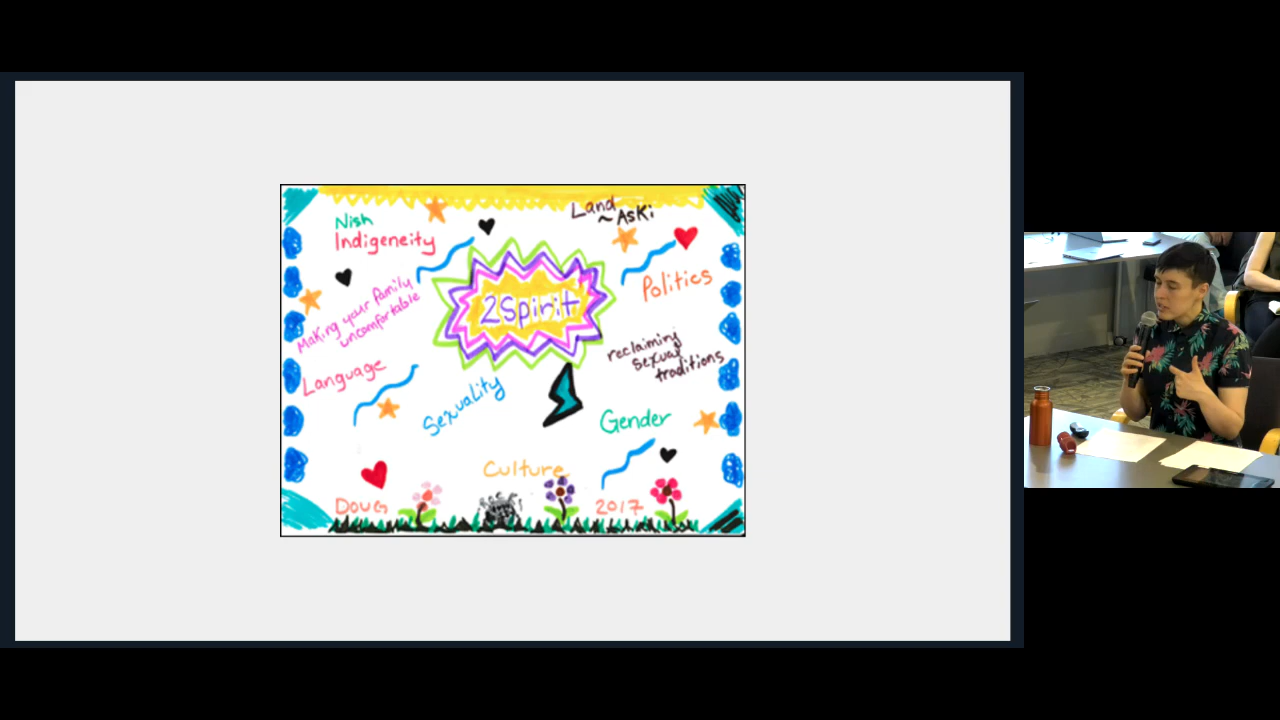 Nish
Indigeneity
Land
~ Aski
Making your family
uncomfortable
2Spirit
Politics
reclaiming
sexual
traditions
Language
Sexuality
Gender
Culture
Doug
2017